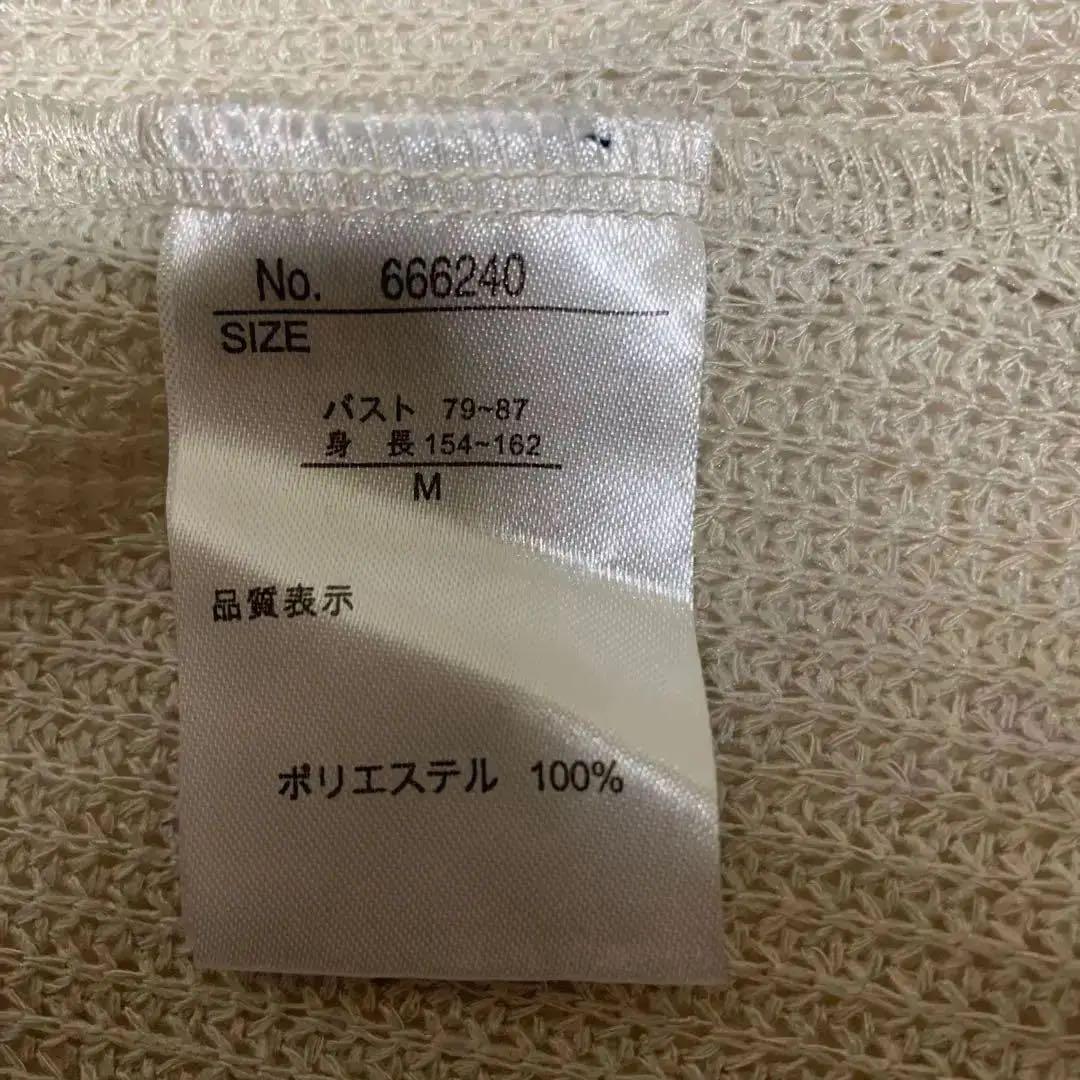 No. 666240
SIZE
バスト 79~87
身 長 154~162
M
品質表示
ポリエステル 100%